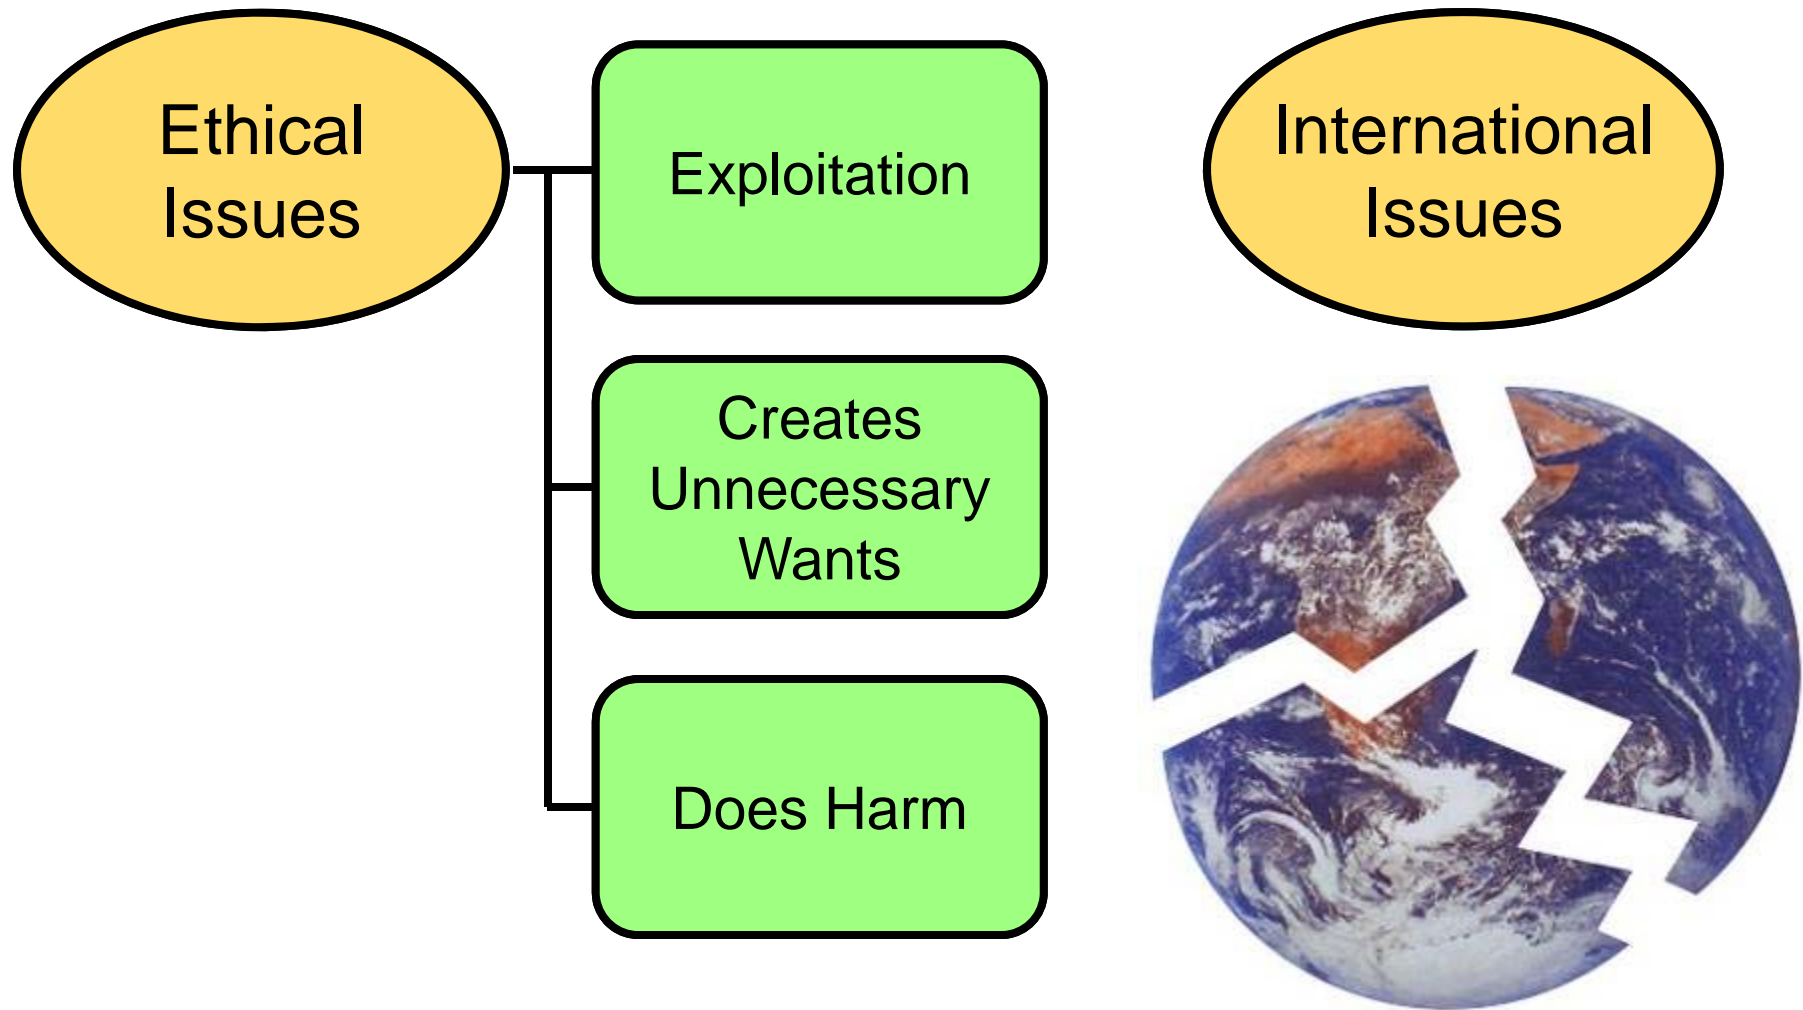 Ethical
Issues
Exploitation
Creates
Unnecessary
Wants
Does Harm
International
Issues